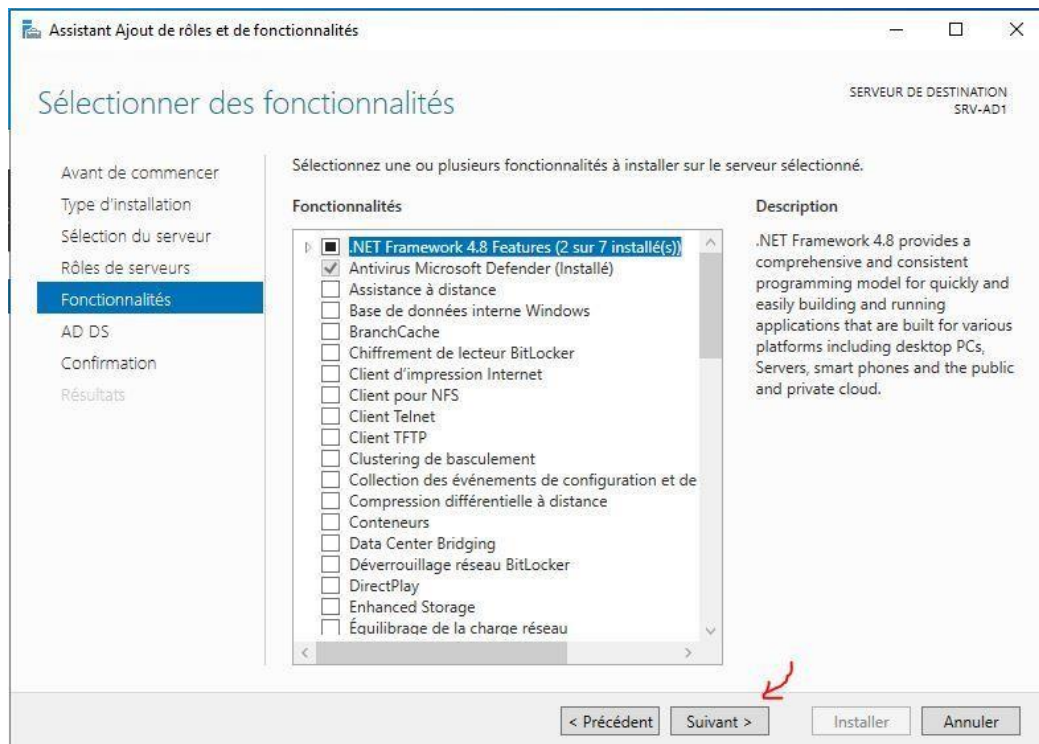 Assistant Ajout de rôles et de fonctionnalités
Sélectionner des fonctionnalités
SERVEUR DE DESTINATION
SRV-AD1
Avant de commencer
Type d'installation
Sélection du serveur
Rôles de serveurs
Fonctionnalités
AD DS
Confirmation
Résultats
Sélectionnez une ou plusieurs fonctionnalités à installer sur le serveur sélectionné.
Fonctionnalités
.NET Framework 4.8 Features (2 sur 7 installé(s))
Antivirus Microsoft Defender (Installé)
Assistance à distance
Base de données interne Windows
BranchCache
Chiffrement de lecteur BitLocker
Client d'impression Internet
Client pour NFS
Client Telnet
Client TFTP
Clustering de basculement
Collection des événements de configuration et de
Compression différentielle à distance
Conteneurs
Data Center Bridging
Déverrouillage réseau BitLocker
DirectPlay
Enhanced Storage
Équilibrage de la charge réseau
Description
.NET Framework 4.8 provides a
comprehensive and consistent
programming model for quickly and
easily building and running
applications that are built for various
platforms including desktop PCs,
Servers, smart phones and the public
and private cloud.
< Précédent
Suivant >
Installer
Annuler